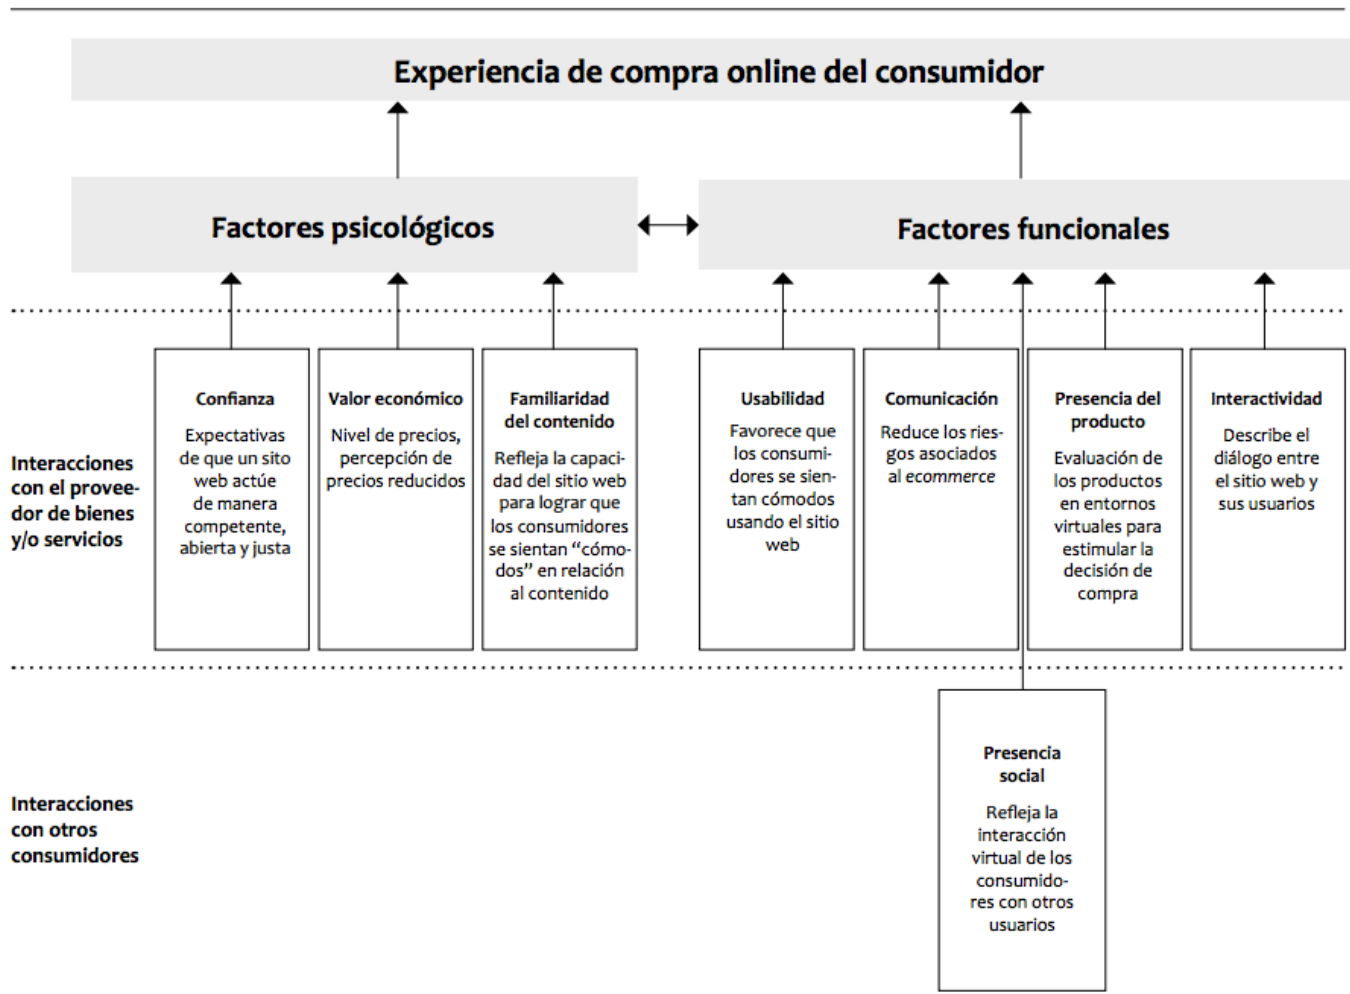 Experiencia de compra online del consumidor
Factores psicológicos
Factores funcionales
Interacciones
con el provee-
dor de bienes
y/o servicios
Confianza
Expectativas
de que un sito
web actúe
de manera
competente,
abierta y justa
Valor económico
Nivel de precios,
percepción de
precios reducidos
Familiaridad
del contenido
Refleja la capaci-
dad del sitio web
para lograr que
los consumidores
se sientan “cómo-
dos” en relación
al contenido
Usabilidad
Favorece que
los consumi-
dores se sien-
tan cómodos
usando el sitio
web
Comunicación
Reduce los ries-
gos asociados
al ecommerce
Presencia del
producto
Evaluación de
los productos
en entornos
virtuales para
estimular la
decisión de
compra
Interactividad
Describe el
diálogo entre
el sitio web y
sus usuarios
Interacciones
con otros
consumidores
Presencia
social
Refleja la
interacción
virtual de los
consumido-
res con otros
usuarios